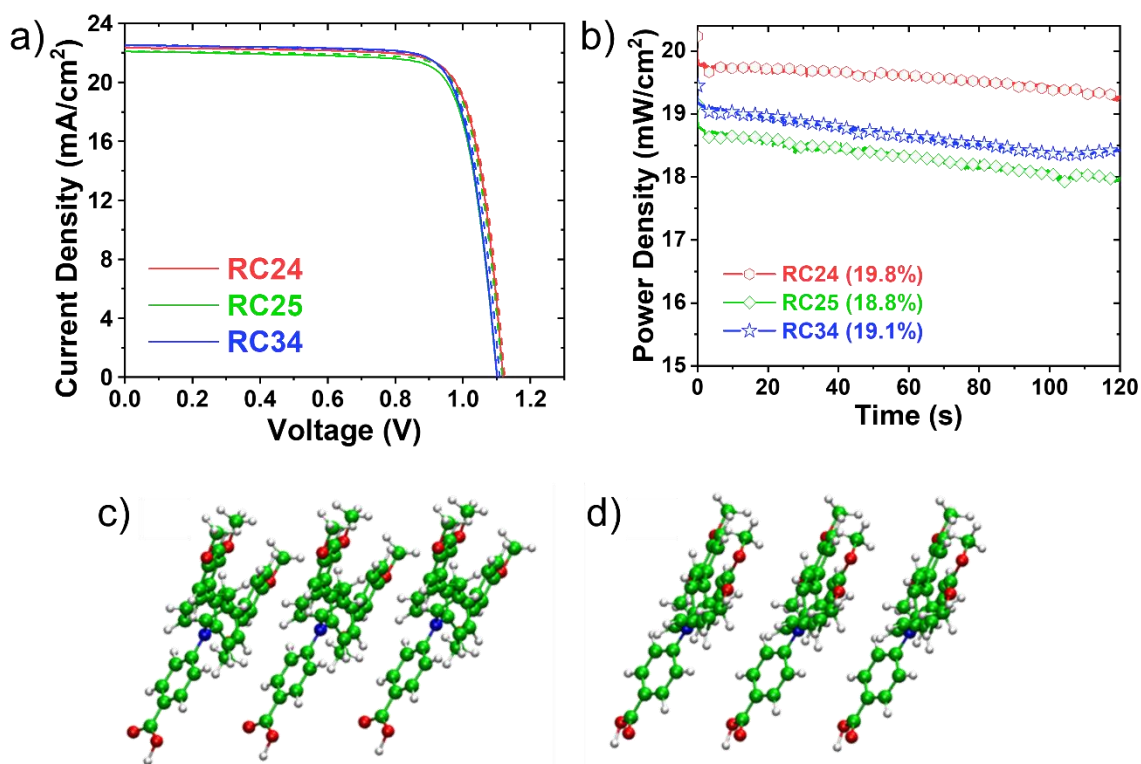 a)
Current Density (mA/cm²)
24
20
16
12
8
4
0
0.0 0.2 0.4 0.6 0.8 1.0 1.2
Voltage (V)
RC24
RC25
RC34
b)
Power Density (mW/cm²)
20
19
18
17
16
15
0 20 40 60 80 100 120
Time (s)
RC24 (19.8%)
RC25 (18.8%)
RC34 (19.1%)
c)
d)